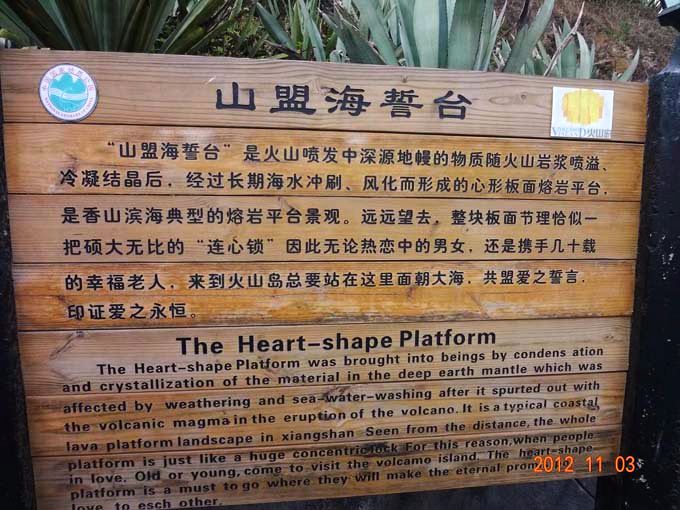 山盟海誓台
火山
“山盟海誓台”是火山喷发中深源地幔的物质随火山岩浆喷溢、
冷凝结晶后，经过长期海水冲刷、风化而形成的心形板面熔岩平台.
是香山滨海典型的熔岩平台景观。远远望去，整块板面节理恰似一
把硕大无比的“连心锁”因此无论热恋中的男女，还是携手几十载
的幸福老人，来到火山岛总要站在这里面朝大海，共盟爱之誓言.
印证爱之永恒。
The Heart-shape Platform
The Heart-shape Platform was brought into beings by condens ation
and crystallization of the material in the deep earth mantle which was
affected by weathering and sea-water-washing after it spurted out with
the volcanic magma in the eruption of the volcano. It is a typical coastal
lava platform landscape in xiangshan Seen from the distance, the whole
platform is just like a huge concentric lock For this reason, when people
in love. Old or young, come to visit the volcamo island. The heart-shape
platform is a must to go where they will make the eternal
love to each other.
2012 11 03